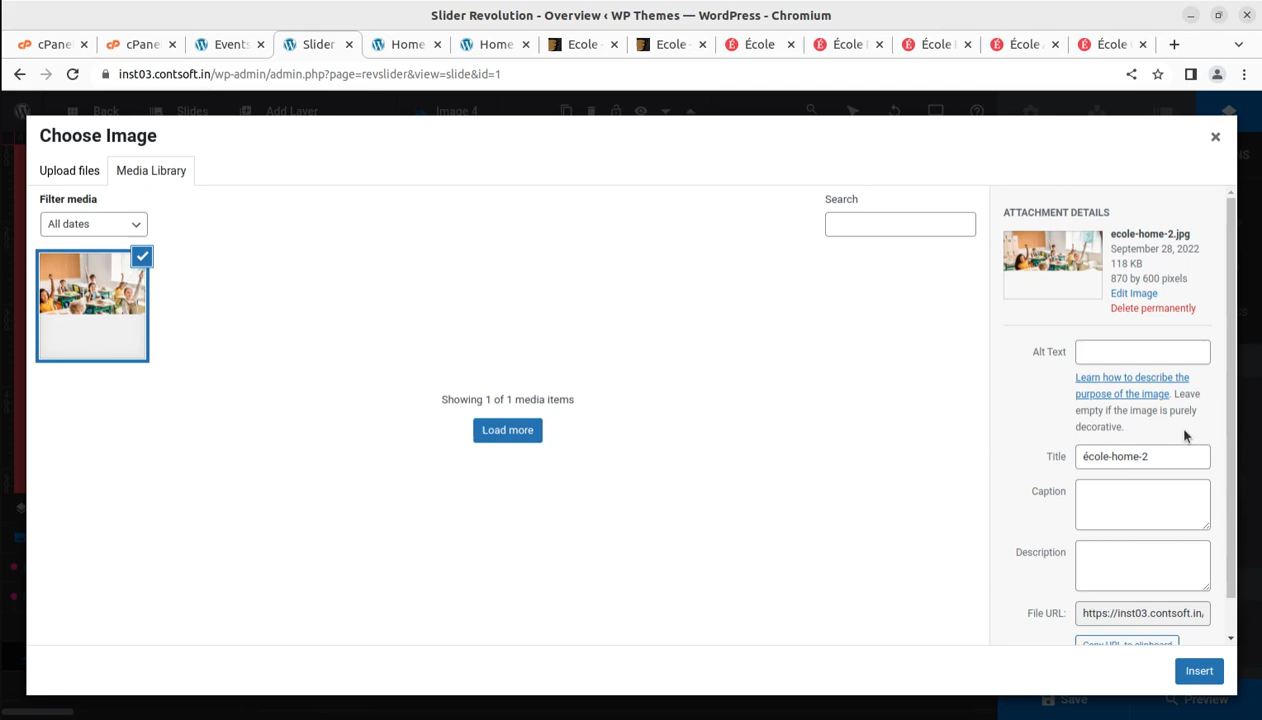 Slider Revolution - Overview ‹ WP Themes — WordPress - Chromium
cPane
cPane
Events
Slider
Home
Home
Ecole -
Ecole -
École
École
École
École
École
inst03.contsoft.in/wp-admin/admin.php?page=revslider&view=slide&id=1
Back
Slides
Add Layer
Image 4
Choose Image
Upload files
Media Library
Filter media
All dates
Search
Showing 1 of 1 media items
Load more
ATTACHMENT DETAILS
ecole-home-2.jpg
September 28, 2022
118 KB
870 by 600 pixels
Edit Image
Delete permanently
Alt Text
Learn how to describe the
purpose of the image. Leave
empty if the image is purely
decorative.
Title
école-home-2
Caption
Description
File URL:
https://inst03.contsoft.in,
Copy URL to clipboard
Insert
Save
Preview